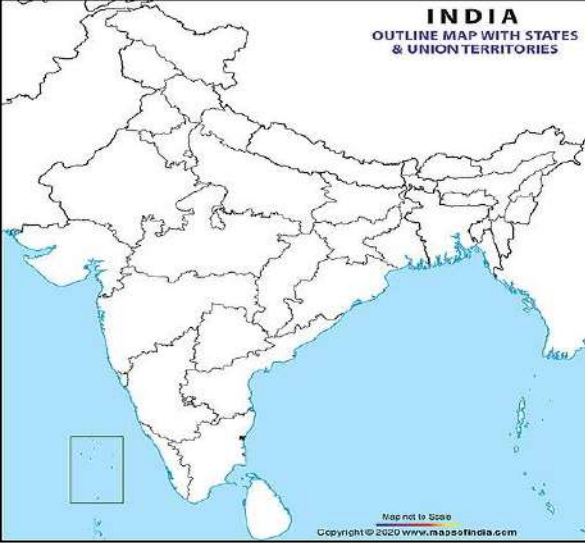 INDIA
OUTLINE MAP WITH STATES
& UNION TERRITORIES
Map not to Scale
Copyright © 2020 www.mapsofindia.com